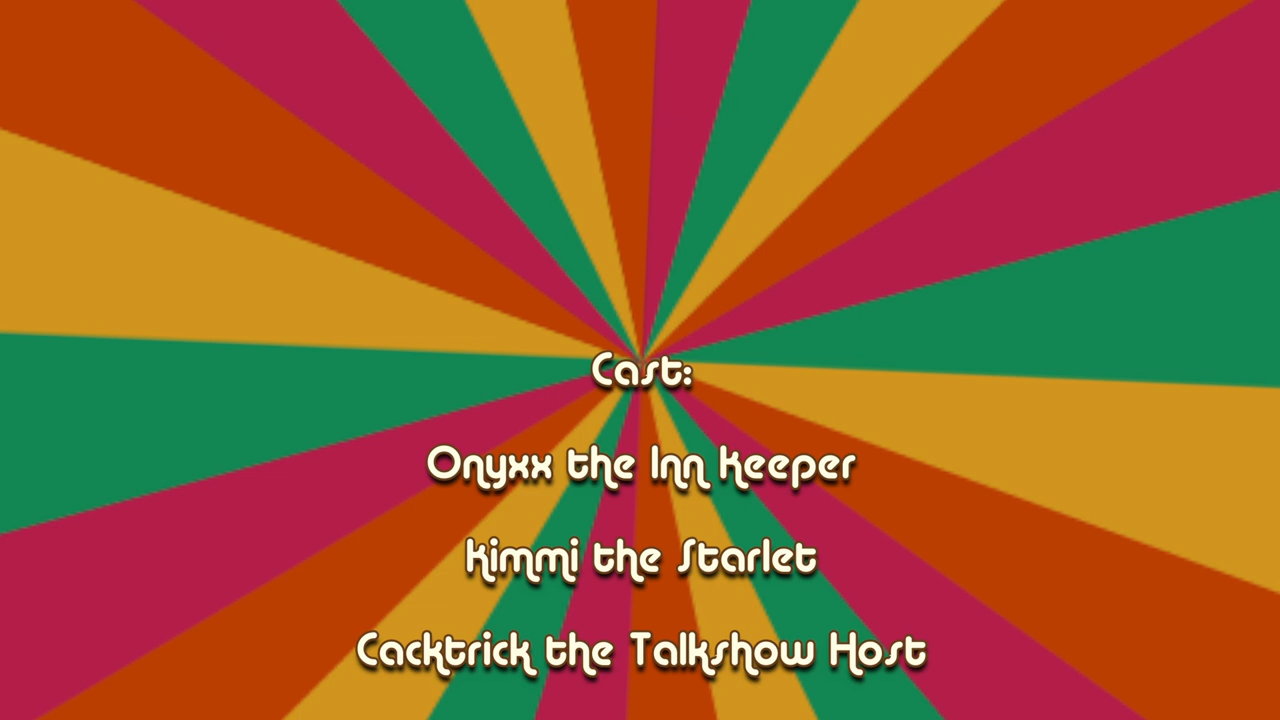 Cast:
Onyxx the Inn Keeper
Kimmi the Starlet
Cacktrick the Talkshow Host